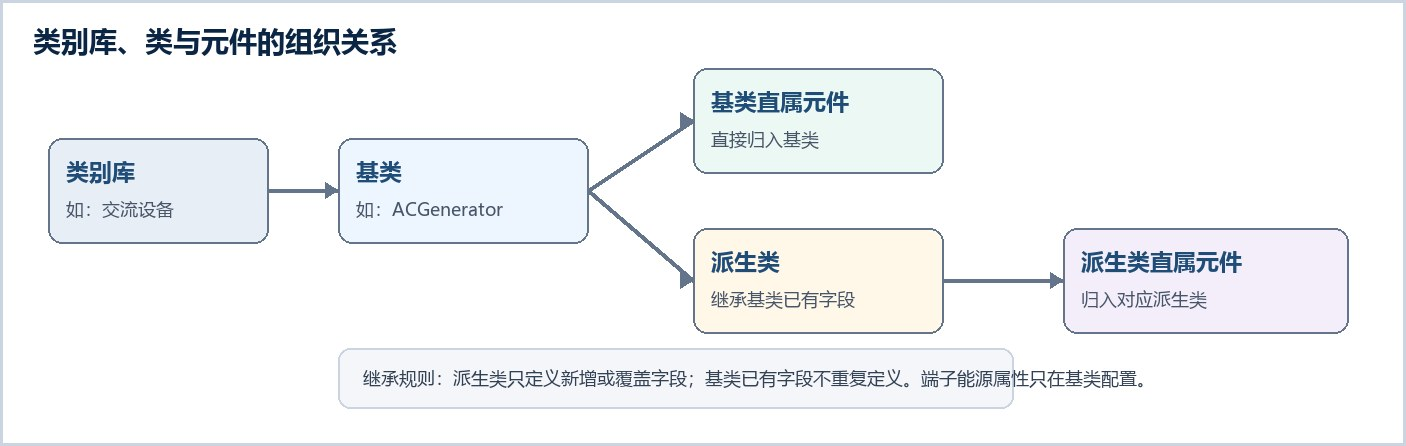 类别库、类与元件的组织关系
类别库
如：交流设备
基类
如：ACGenerator
基类直属元件
直接归入基类
派生类
继承基类已有字段
派生类直属元件
归入对应派生类
继承规则：派生类只定义新增或覆盖字段；基类已有字段不重复定义。端子能源属性只在基类配置。